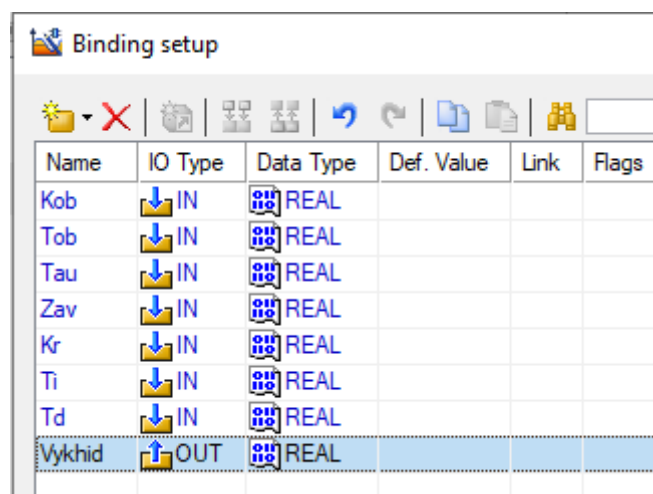 Binding setup
Name IO Type Data Type Def. Value Link Flags
Kob IN REAL
Tob IN REAL
Tau IN REAL
Zav IN REAL
Kr IN REAL
Ti IN REAL
Td IN REAL
Vykhid OUT REAL